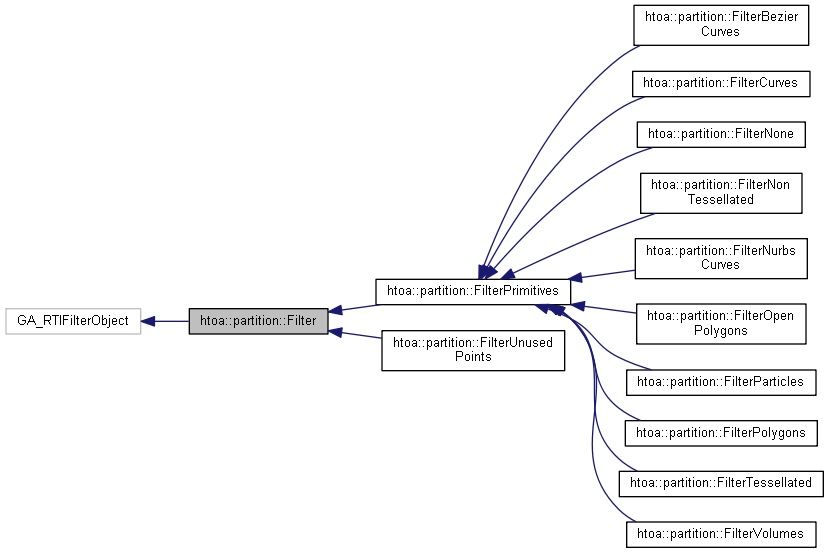 GA_RTIFilterObject
htoa::partition::Filter
htoa::partition::FilterPrimitives
htoa::partition::FilterUnused
Points
htoa::partition::FilterBezier
Curves
htoa::partition::FilterCurves
htoa::partition::FilterNone
htoa::partition::FilterNon
Tessellated
htoa::partition::FilterNurbs
Curves
htoa::partition::FilterOpen
Polygons
htoa::partition::FilterParticles
htoa::partition::FilterPolygons
htoa::partition::FilterTessellated
htoa::partition::FilterVolumes